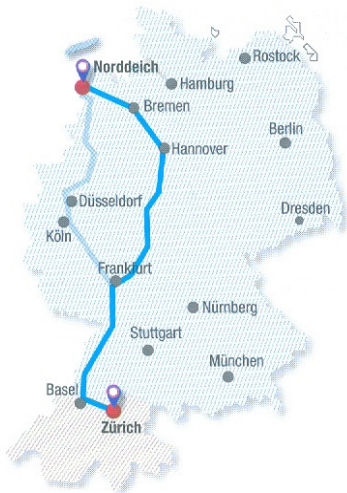 Norddeich
Rostock
Hamburg
Bremen
Berlin
Hannover
Düsseldorf
Dresden
Köln
Frankfurt
Nürnberg
Stuttgart
München
Basel
Zürich